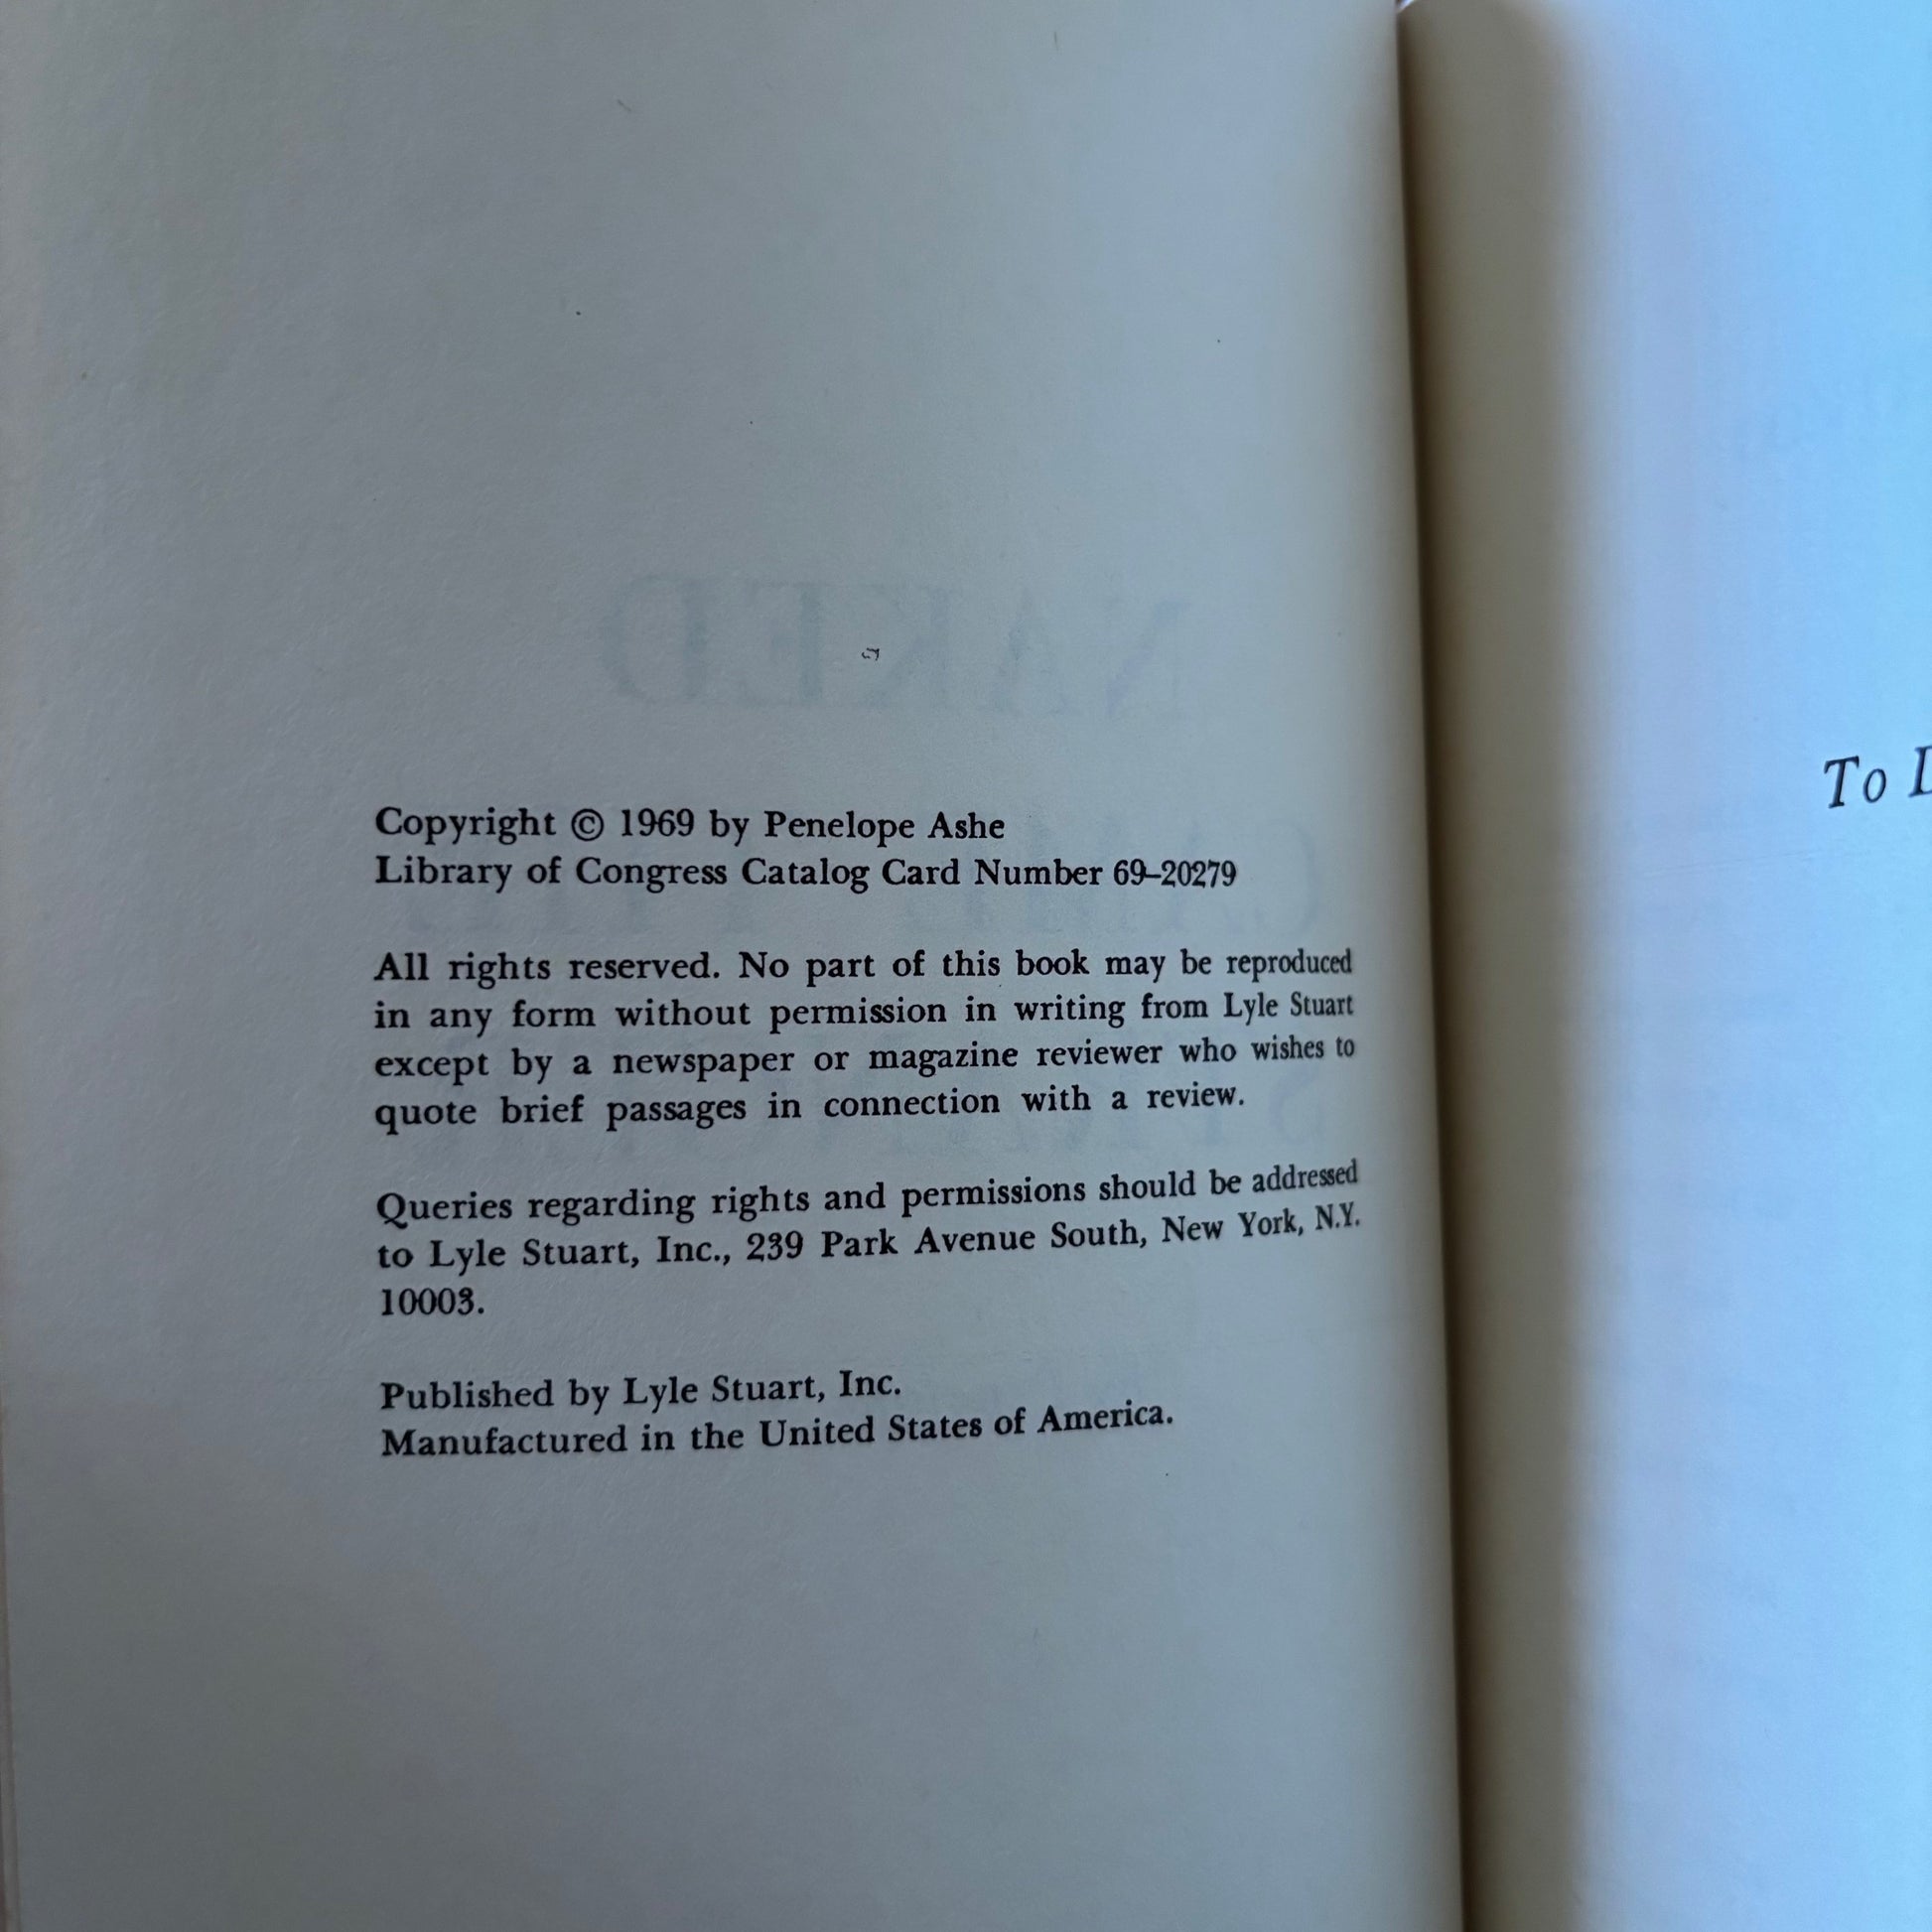 NAKED
Copyright © 1969 by Penelope Ashe
Library of Congress Catalog Card Number 69–20279
All rights reserved. No part of this book may be reproduced
in any form without permission in writing from Lyle Stuart
except by a newspaper or magazine reviewer who wishes to
quote brief passages in connection with a review.
Queries regarding rights and permissions should be addressed
to Lyle Stuart, Inc., 239 Park Avenue South, New York, N.Y.
10003.
Published by Lyle Stuart, Inc.
Manufactured in the United States of America.
To